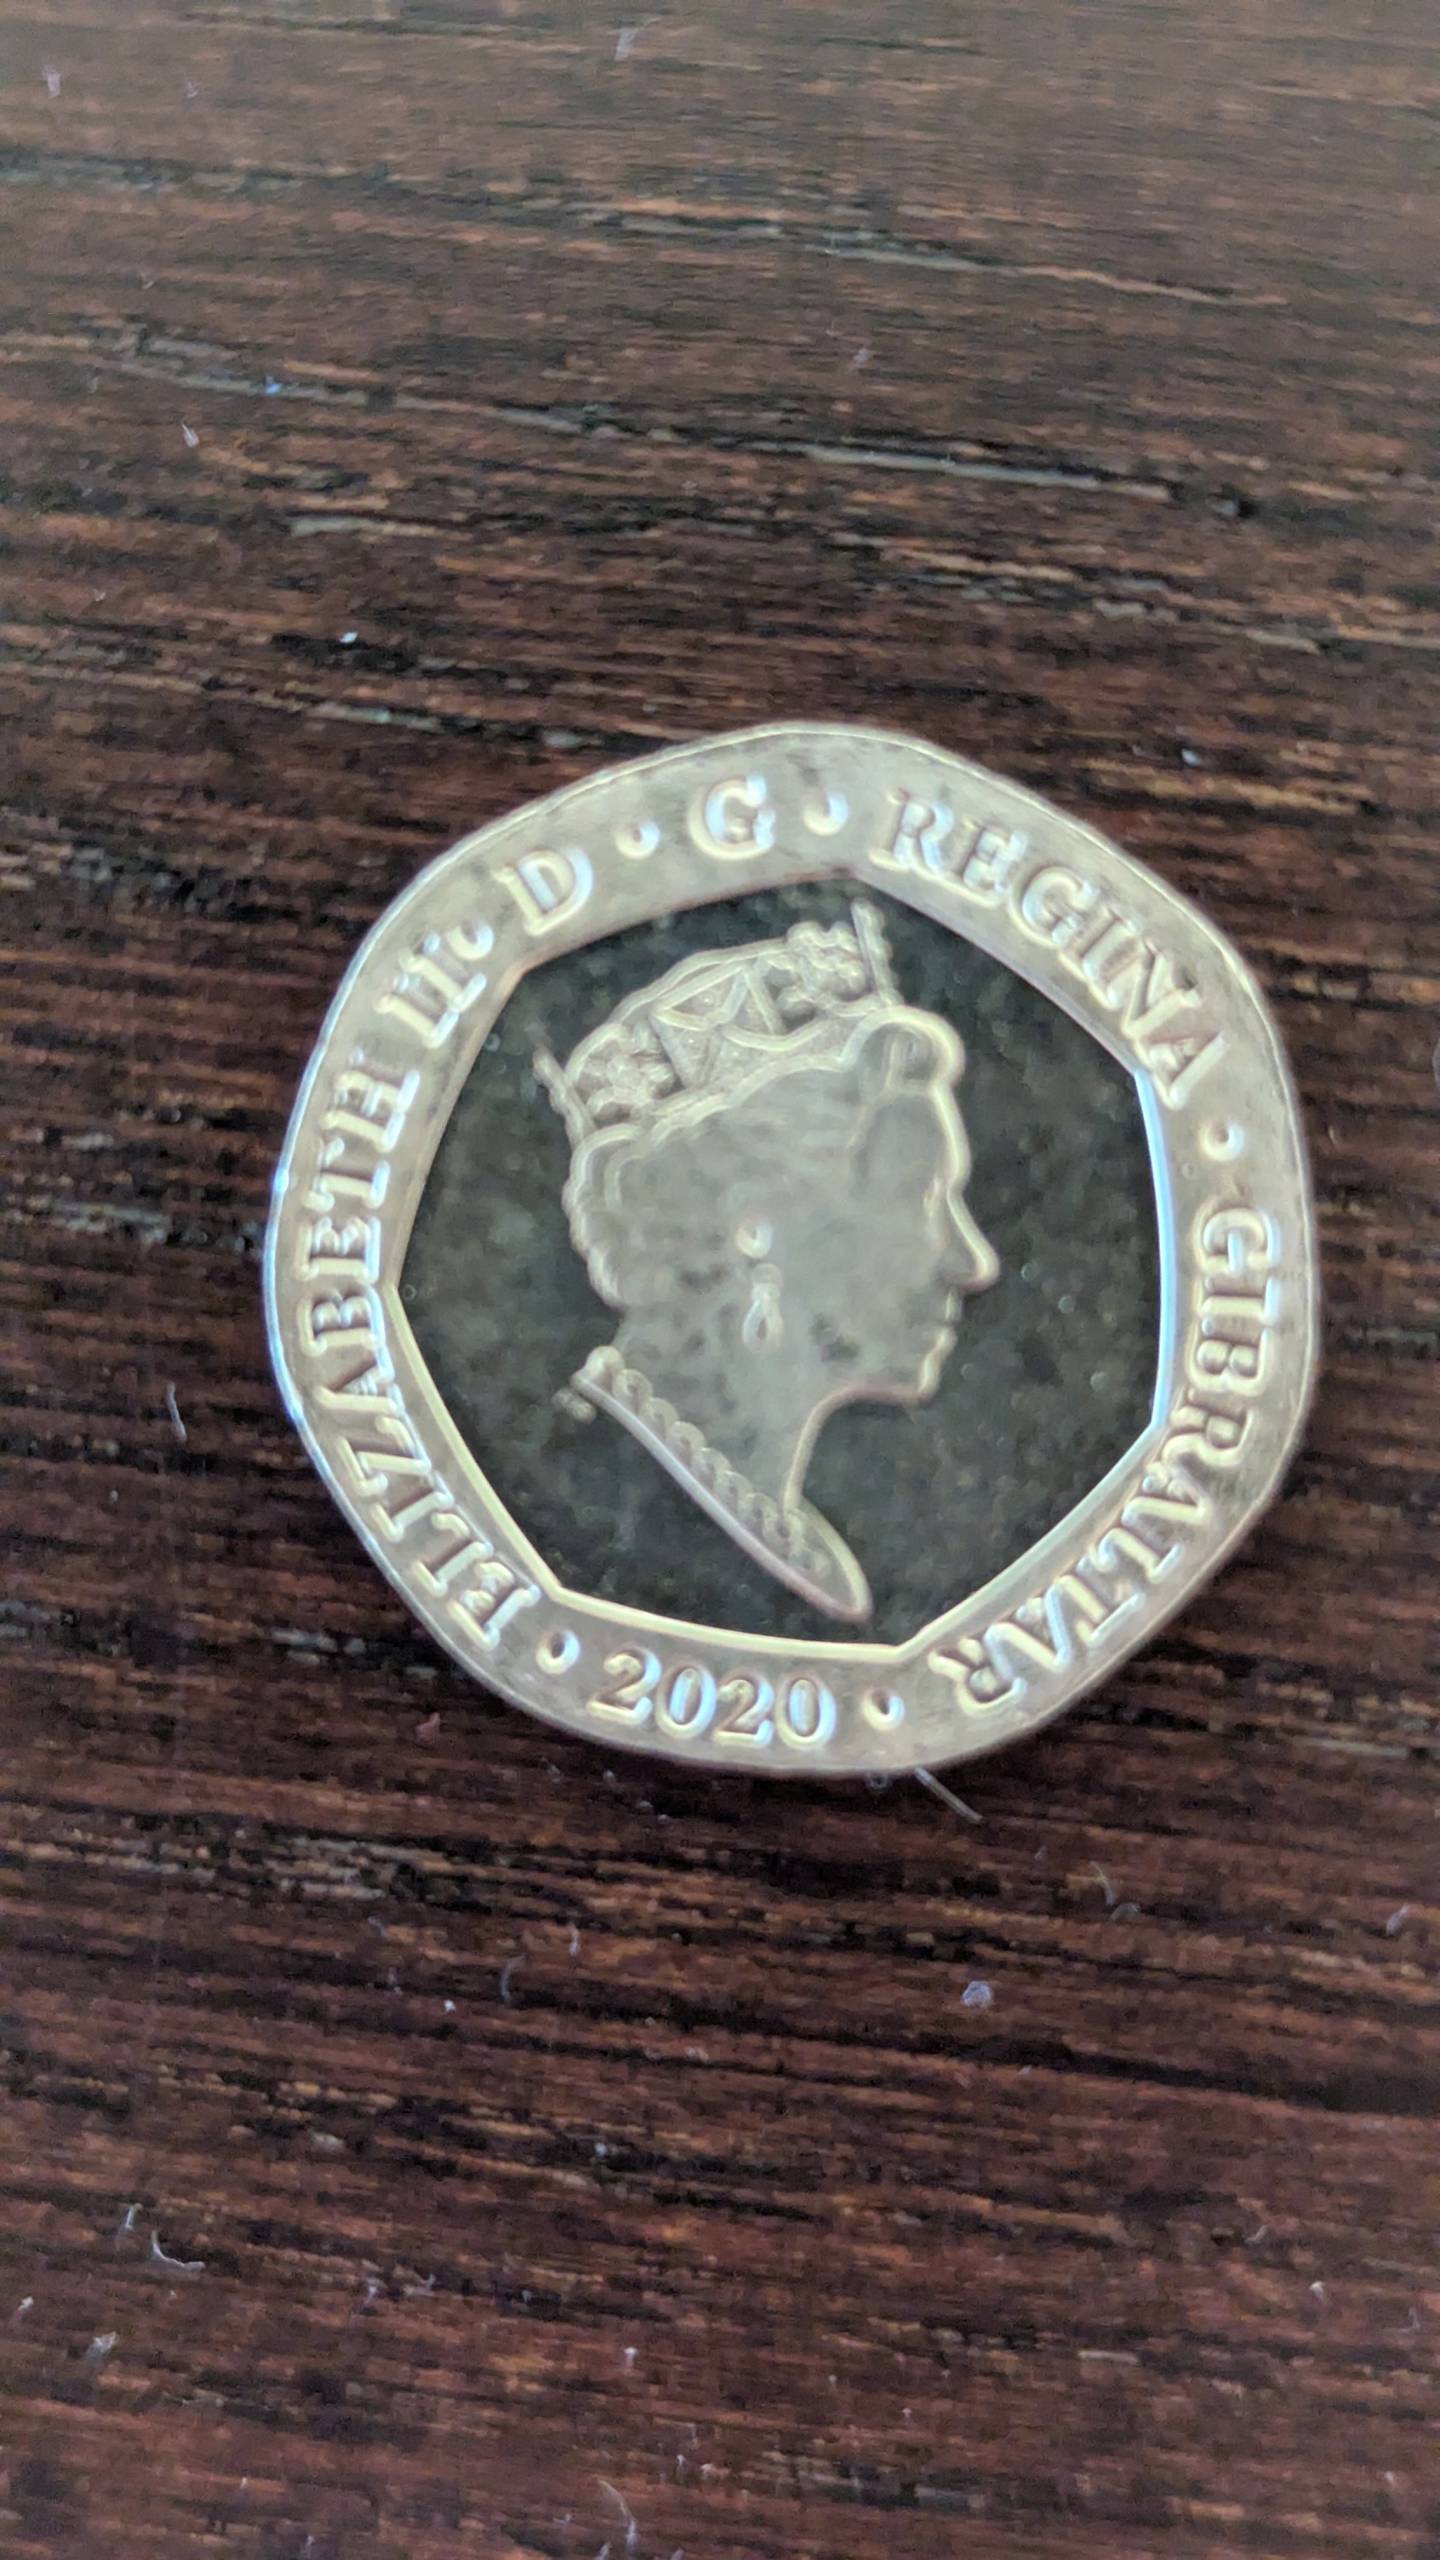 ELIZABETH II · D · G · REGINA · GIBRALTAR · 2020 ·